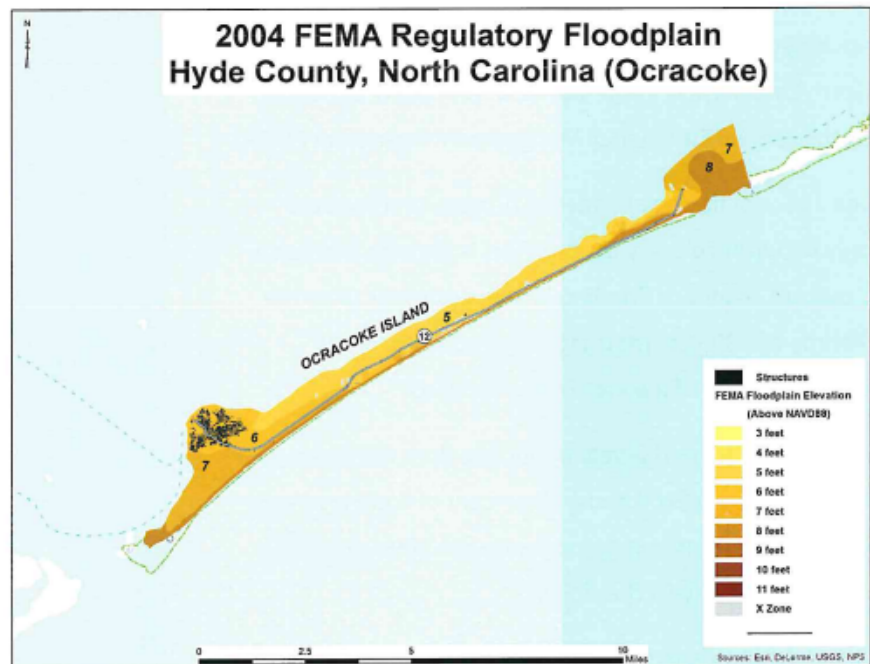 2004 FEMA Regulatory Floodplain
Hyde County, North Carolina (Ocracoke)
N
7
8
OCRACOKE ISLAND
5
12
6
7
Structures
FEMA Floodplain Elevation
(Above NAVD88)
3 feet
4 feet
5 feet
6 feet
7 feet
8 feet
9 feet
10 feet
11 feet
X Zone
0 2.5 5 10
Miles
Sources: Esri, DeLorme, USGS, NPS